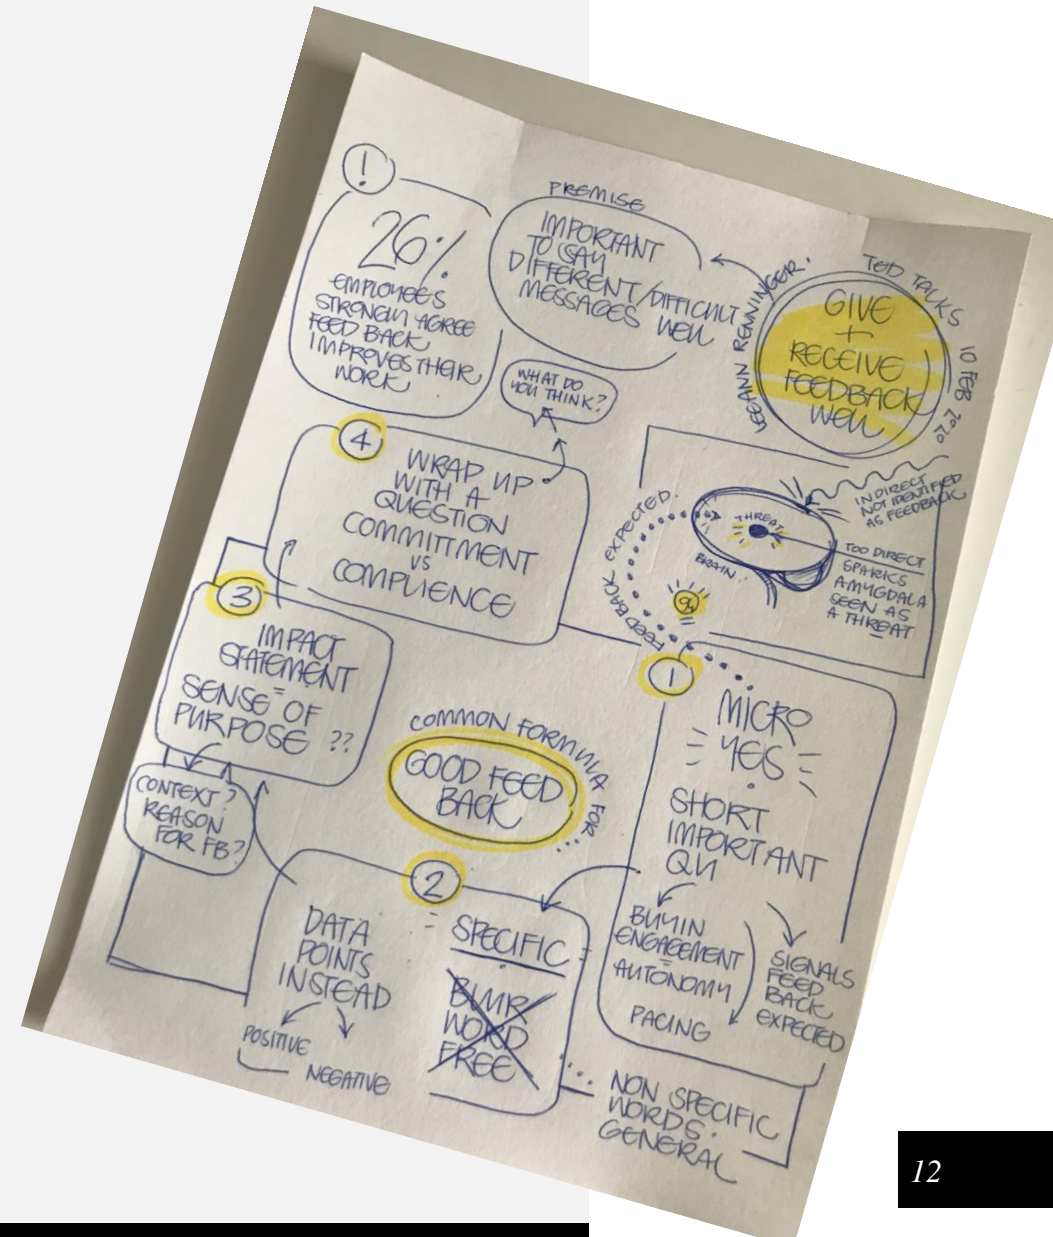 TED TALKS
10 FEB 2020
LEEANN RENNINGER.
GIVE
+
RECEIVE
FEEDBACK
WELL
PREMISE
IMPORTANT
TO SAY
DIFFERENT/DIFFICULT
MESSAGES WELL
!
26%
EMPLOYEES
STRONGLY AGREE
FEED BACK
IMPROVES THEIR
WORK
INDIRECT
NOT IDENTIFIED
AS FEEDBACK
THREAT
BRAIN.
TOO DIRECT
SPARKS
AMYGDALA
SEEN AS
A THREAT
FEEDBACK EXPECTED.
1
MICRO
YES
SHORT
IMPORTANT
QU
BUYIN
ENGAGEMENT
AUTONOMY
PACING
SIGNALS
FEED
BACK
EXPECTED
COMMON FORMULA FOR...
GOOD FEED
BACK
2
SPECIFIC
BLUR
WORD
FREE
NON SPECIFIC
WORDS.
GENERAL
DATA
POINTS
INSTEAD
POSITIVE
NEGATIVE
3
IMPACT
STATEMENT
=
SENSE OF
PURPOSE ??
CONTEXT?
REASON
FOR FB?
4
WRAP UP
WITH A
QUESTION
COMMITTMENT
VS
COMPLIENCE
WHAT DO
YOU THINK?
12